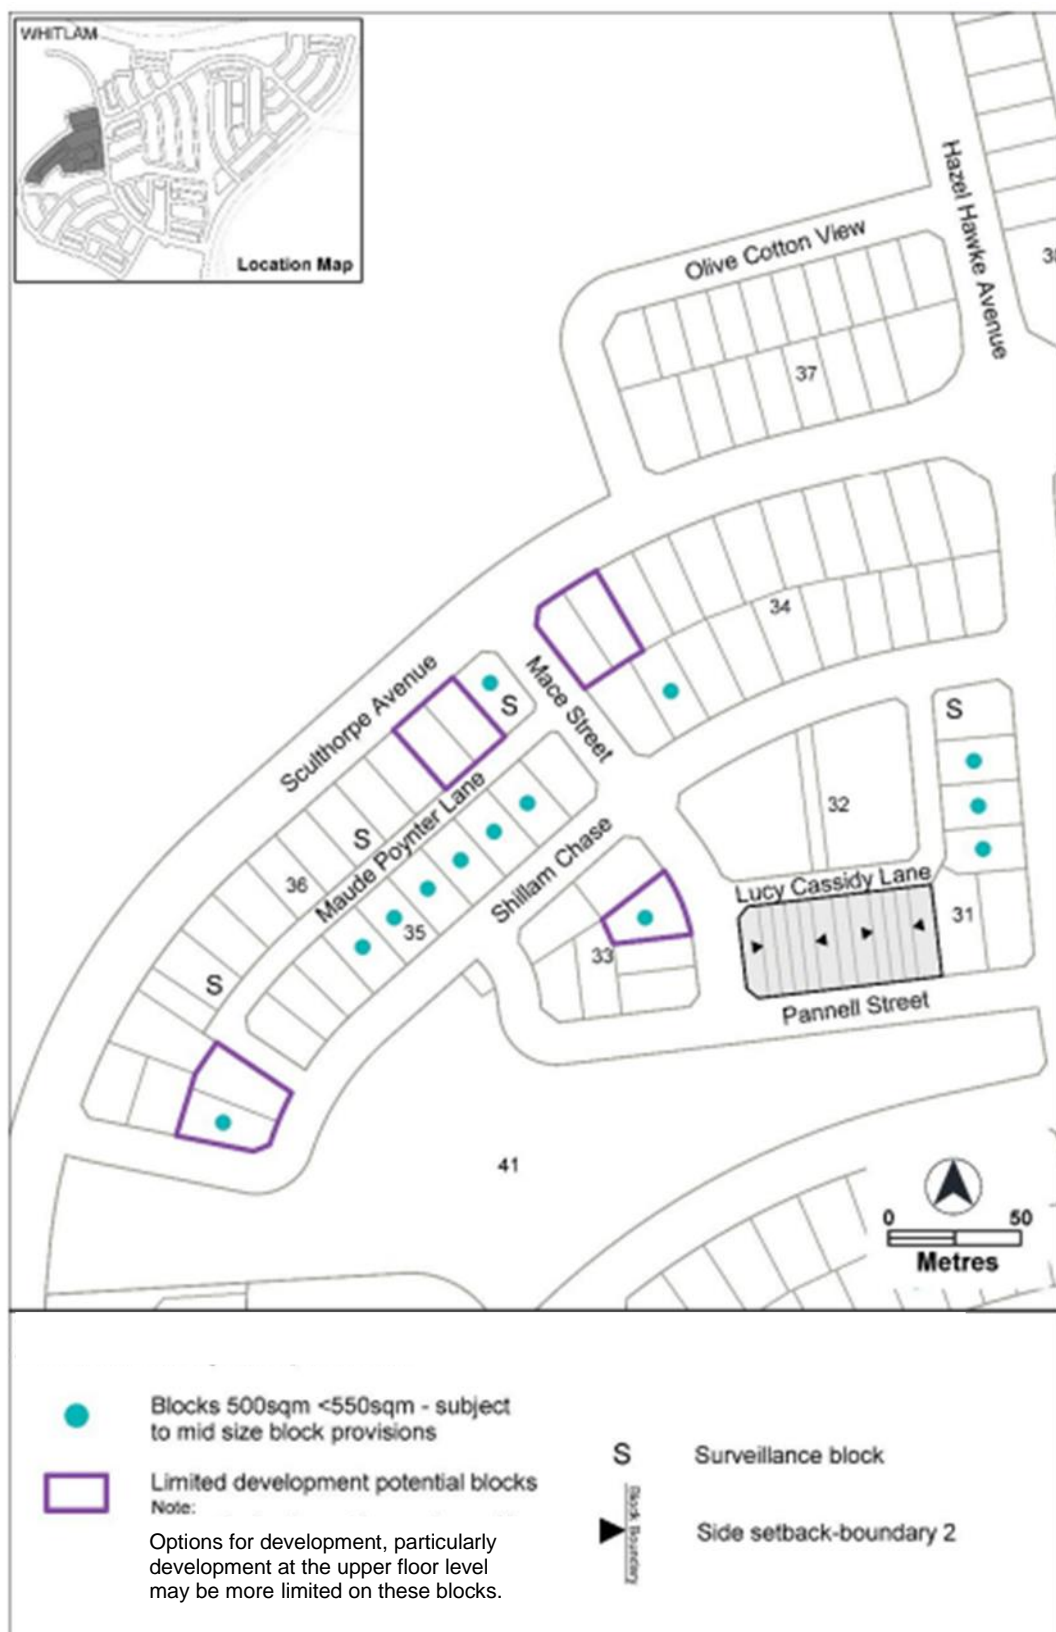 WHITLAM
Location Map
Hazel Hawke Avenue
Olive Cotton View
37
34
Sculthorpe Avenue
S
Mace Street
S
32
S
Maude Poynter Lane
36
Shillam Chase
Lucy Cassidy Lane
35
31
33
S
Pannell Street
41
0 50
Metres
Blocks 500sqm <550sqm - subject
to mid size block provisions
Limited development potential blocks
Note:
Options for development, particularly
development at the upper floor level
may be more limited on these blocks.
S Surveillance block
Block Boundary
Side setback-boundary 2